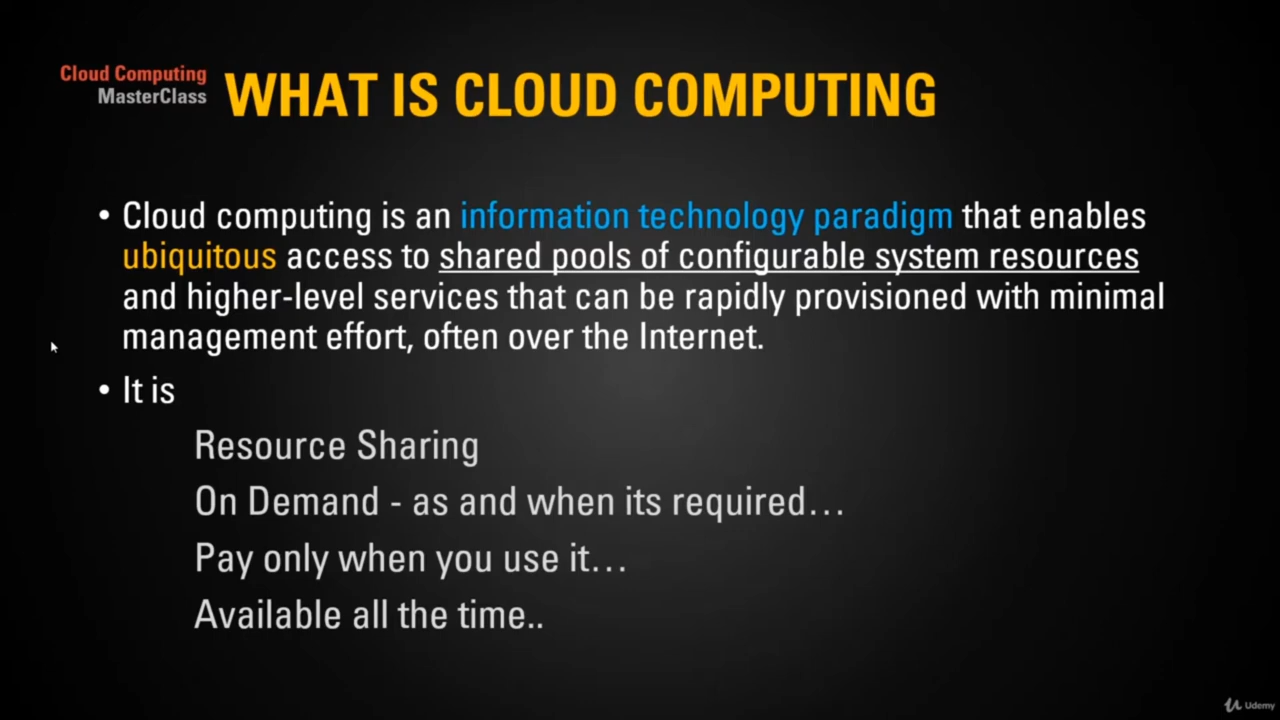 Cloud Computing
MasterClass
WHAT IS CLOUD COMPUTING
• Cloud computing is an information technology paradigm that enables
ubiquitous access to shared pools of configurable system resources
and higher-level services that can be rapidly provisioned with minimal
management effort, often over the Internet.
• It is
Resource Sharing
On Demand - as and when its required…
Pay only when you use it…
Available all the time..
Udemy